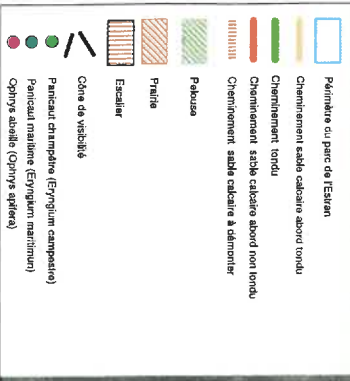 Périmètre du parc de l'Estran
Cheminement sable calcaire abord tondu
Cheminement tondu
Cheminement sable calcaire abord non tondu
Cheminement sable calcaire à démonter
Pelouse
Prairie
Escalier
Cône de visibilité
Panicaut champêtre (Eryngium campestre)
Panicaut maritime (Eryngium maritimun)
Ophrys abeille (Ophrys apifera)